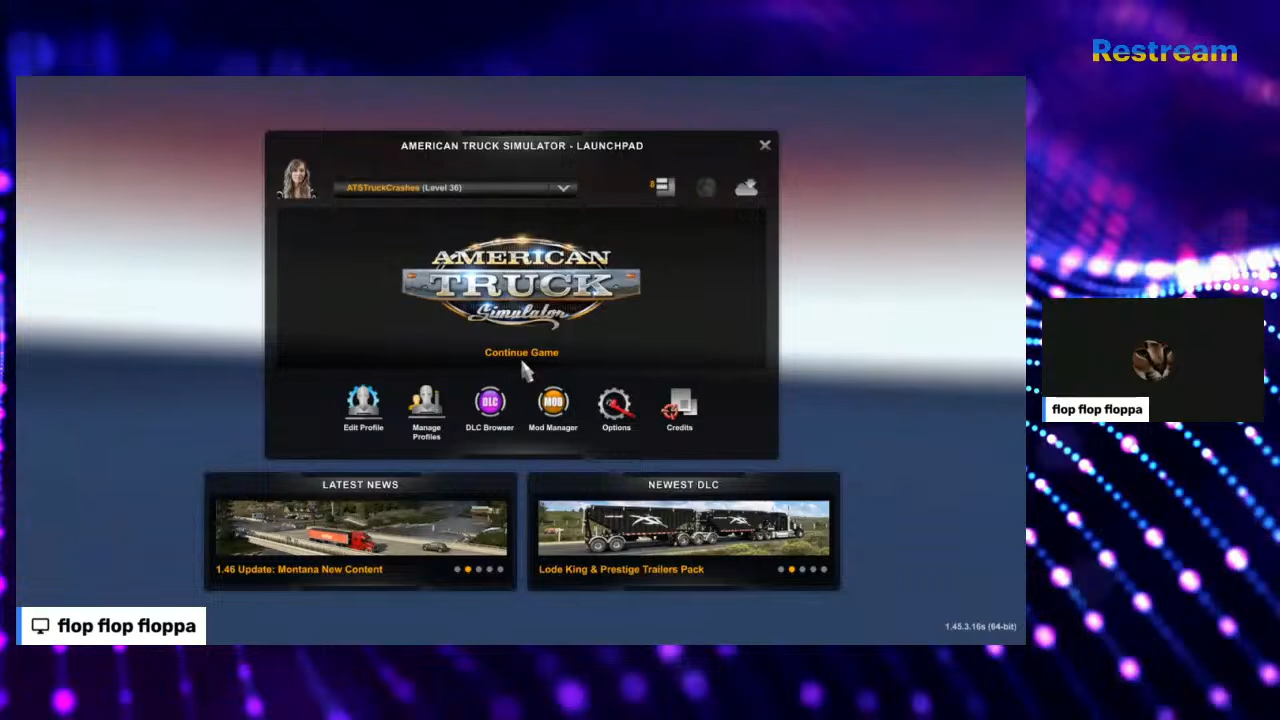 Restream
AMERICAN TRUCK SIMULATOR - LAUNCHPAD
ATSTruckCrashes (Level 36)
8
AMERICAN
TRUCK
Simulator
Continue Game
DLC
MOD
Edit Profile
Manage
Profiles
DLC Browser
Mod Manager
Options
Credits
LATEST NEWS
NEWEST DLC
1.46 Update: Montana New Content
Lode King & Prestige Trailers Pack
flop flop floppa
flop flop floppa
1.45.3.16s (64-bit)